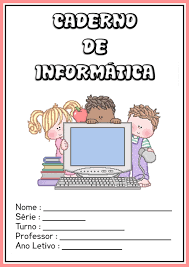 CADERNO
DE
INFORMÁTICA
Nome :
Série :
Turno :
Professor :
Ano Letivo :